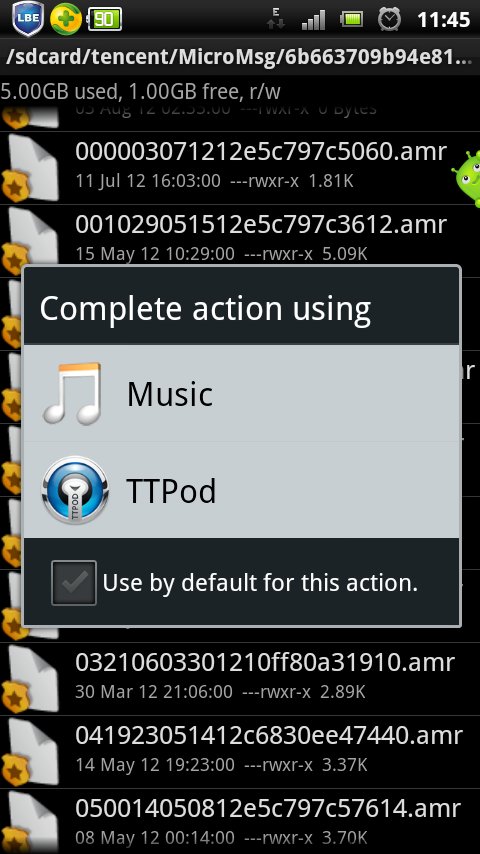 LBE
90
E
11:45
/sdcard/tencent/MicroMsg/6b663709b94e81...
5.00GB used, 1.00GB free, r/w
03 Aug 12 02:33:00 ---rwxr-x 0 Bytes
000003071212e5c797c5060.amr
11 Jul 12 16:03:00 ---rwxr-x 1.81K
001029051512e5c797c3612.amr
15 May 12 10:29:00 ---rwxr-x 5.09K
Complete action using
Music
TTPOD
TTPod
Use by default for this action.
03210603301210ff80a31910.amr
30 Mar 12 21:06:00 ---rwxr-x 2.89K
041923051412c6830ee47440.amr
14 May 12 19:23:00 ---rwxr-x 3.37K
050014050812e5c797c57614.amr
08 May 12 00:14:00 ---rwxr-x 3.70K